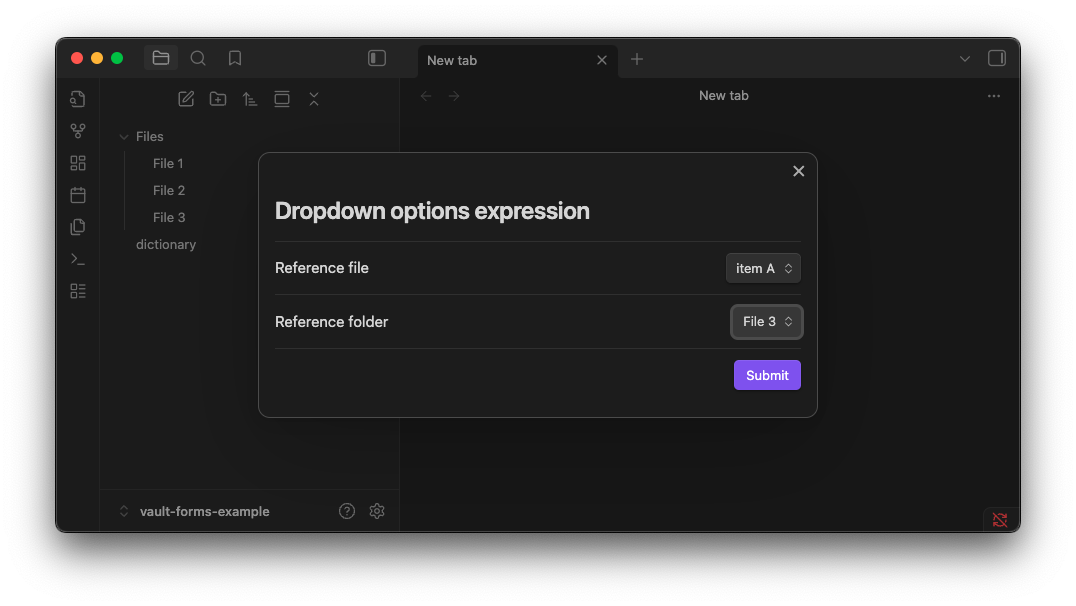 New tab
New tab
Files
File 1
File 2
File 3
dictionary
Dropdown options expression
Reference file
item A
Reference folder
File 3
Submit
vault-forms-example